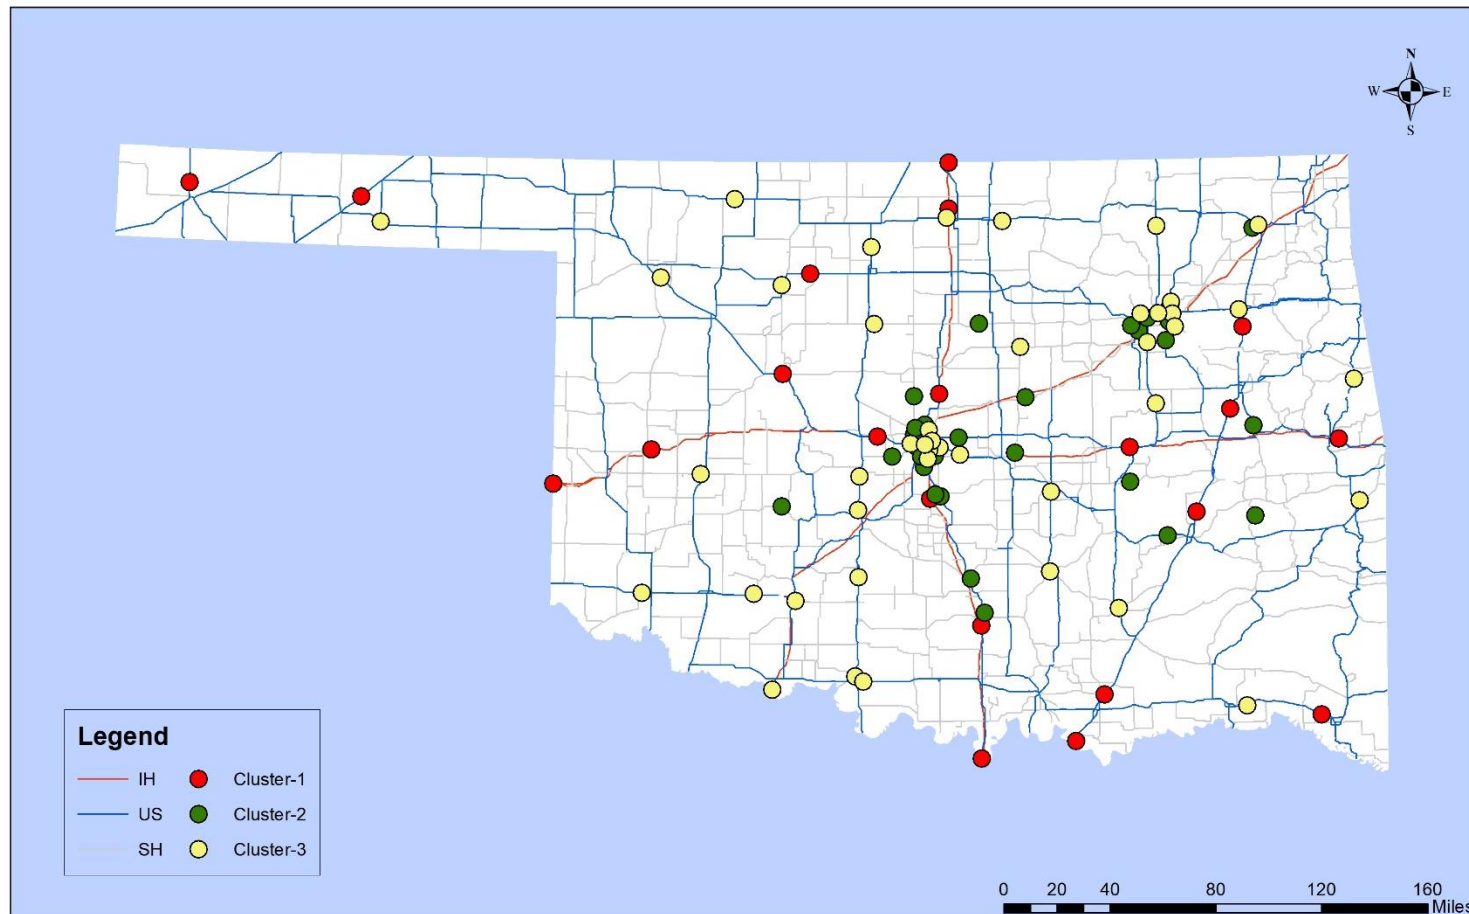 N
W E
S
Legend
IH Cluster-1
US Cluster-2
SH Cluster-3
0 20 40 80 120 160
Miles